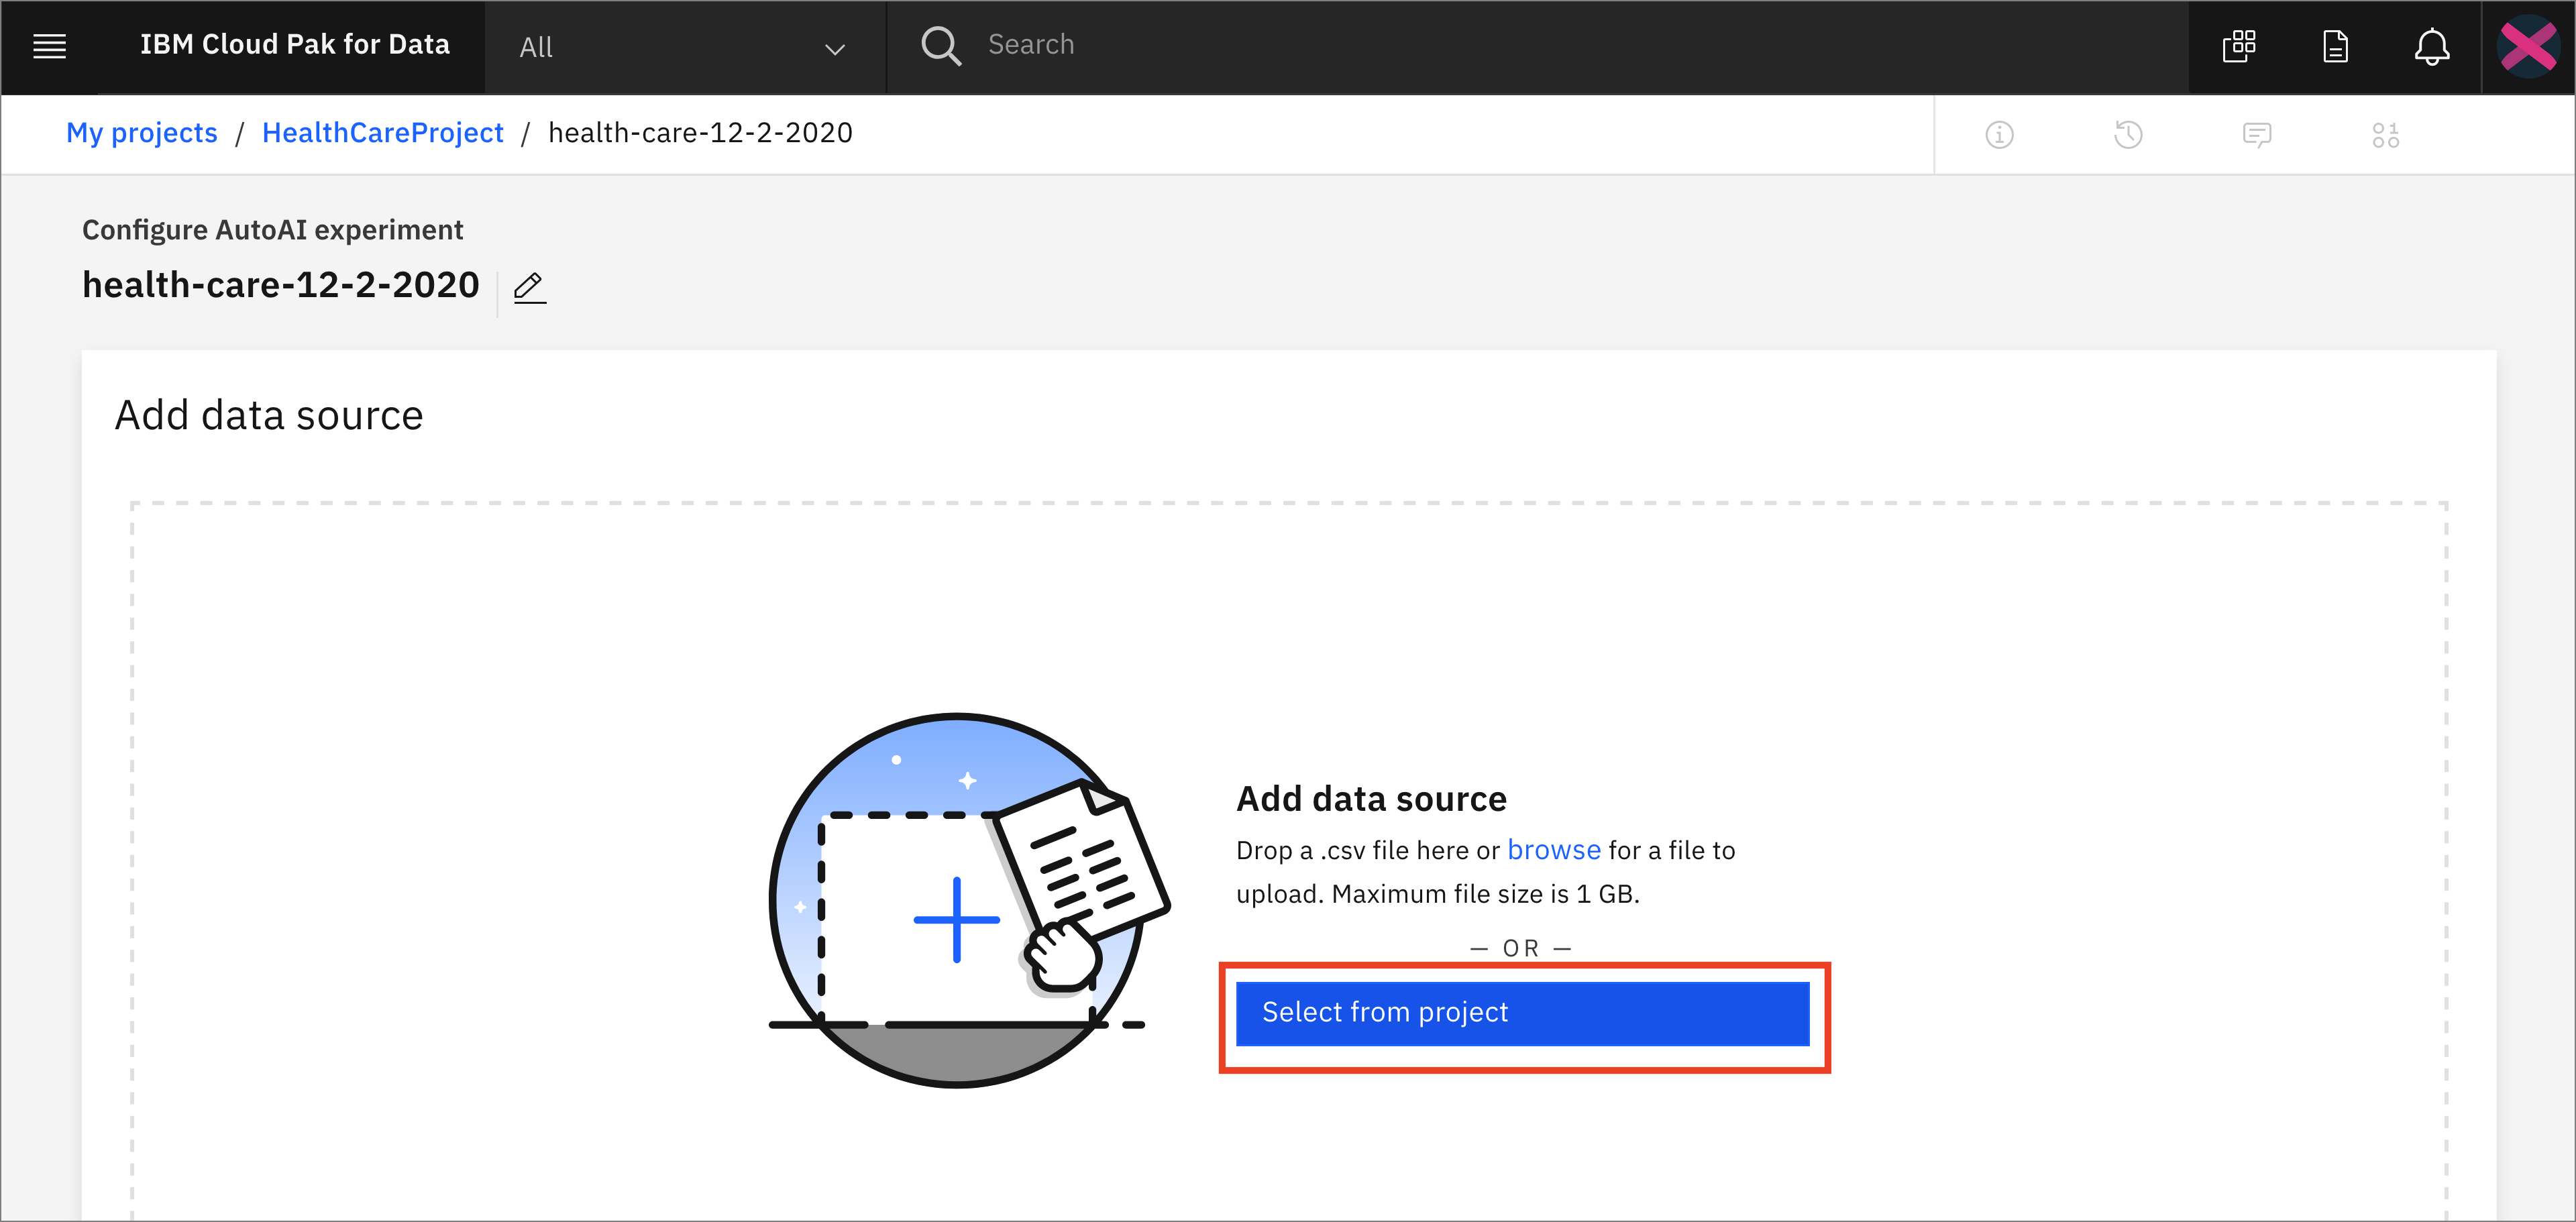 IBM Cloud Pak for Data
All
Search
My projects / HealthCareProject / health-care-12-2-2020
Configure AutoAI experiment
health-care-12-2-2020
Add data source
Add data source
Drop a .csv file here or browse for a file to
upload. Maximum file size is 1 GB.
— OR —
Select from project